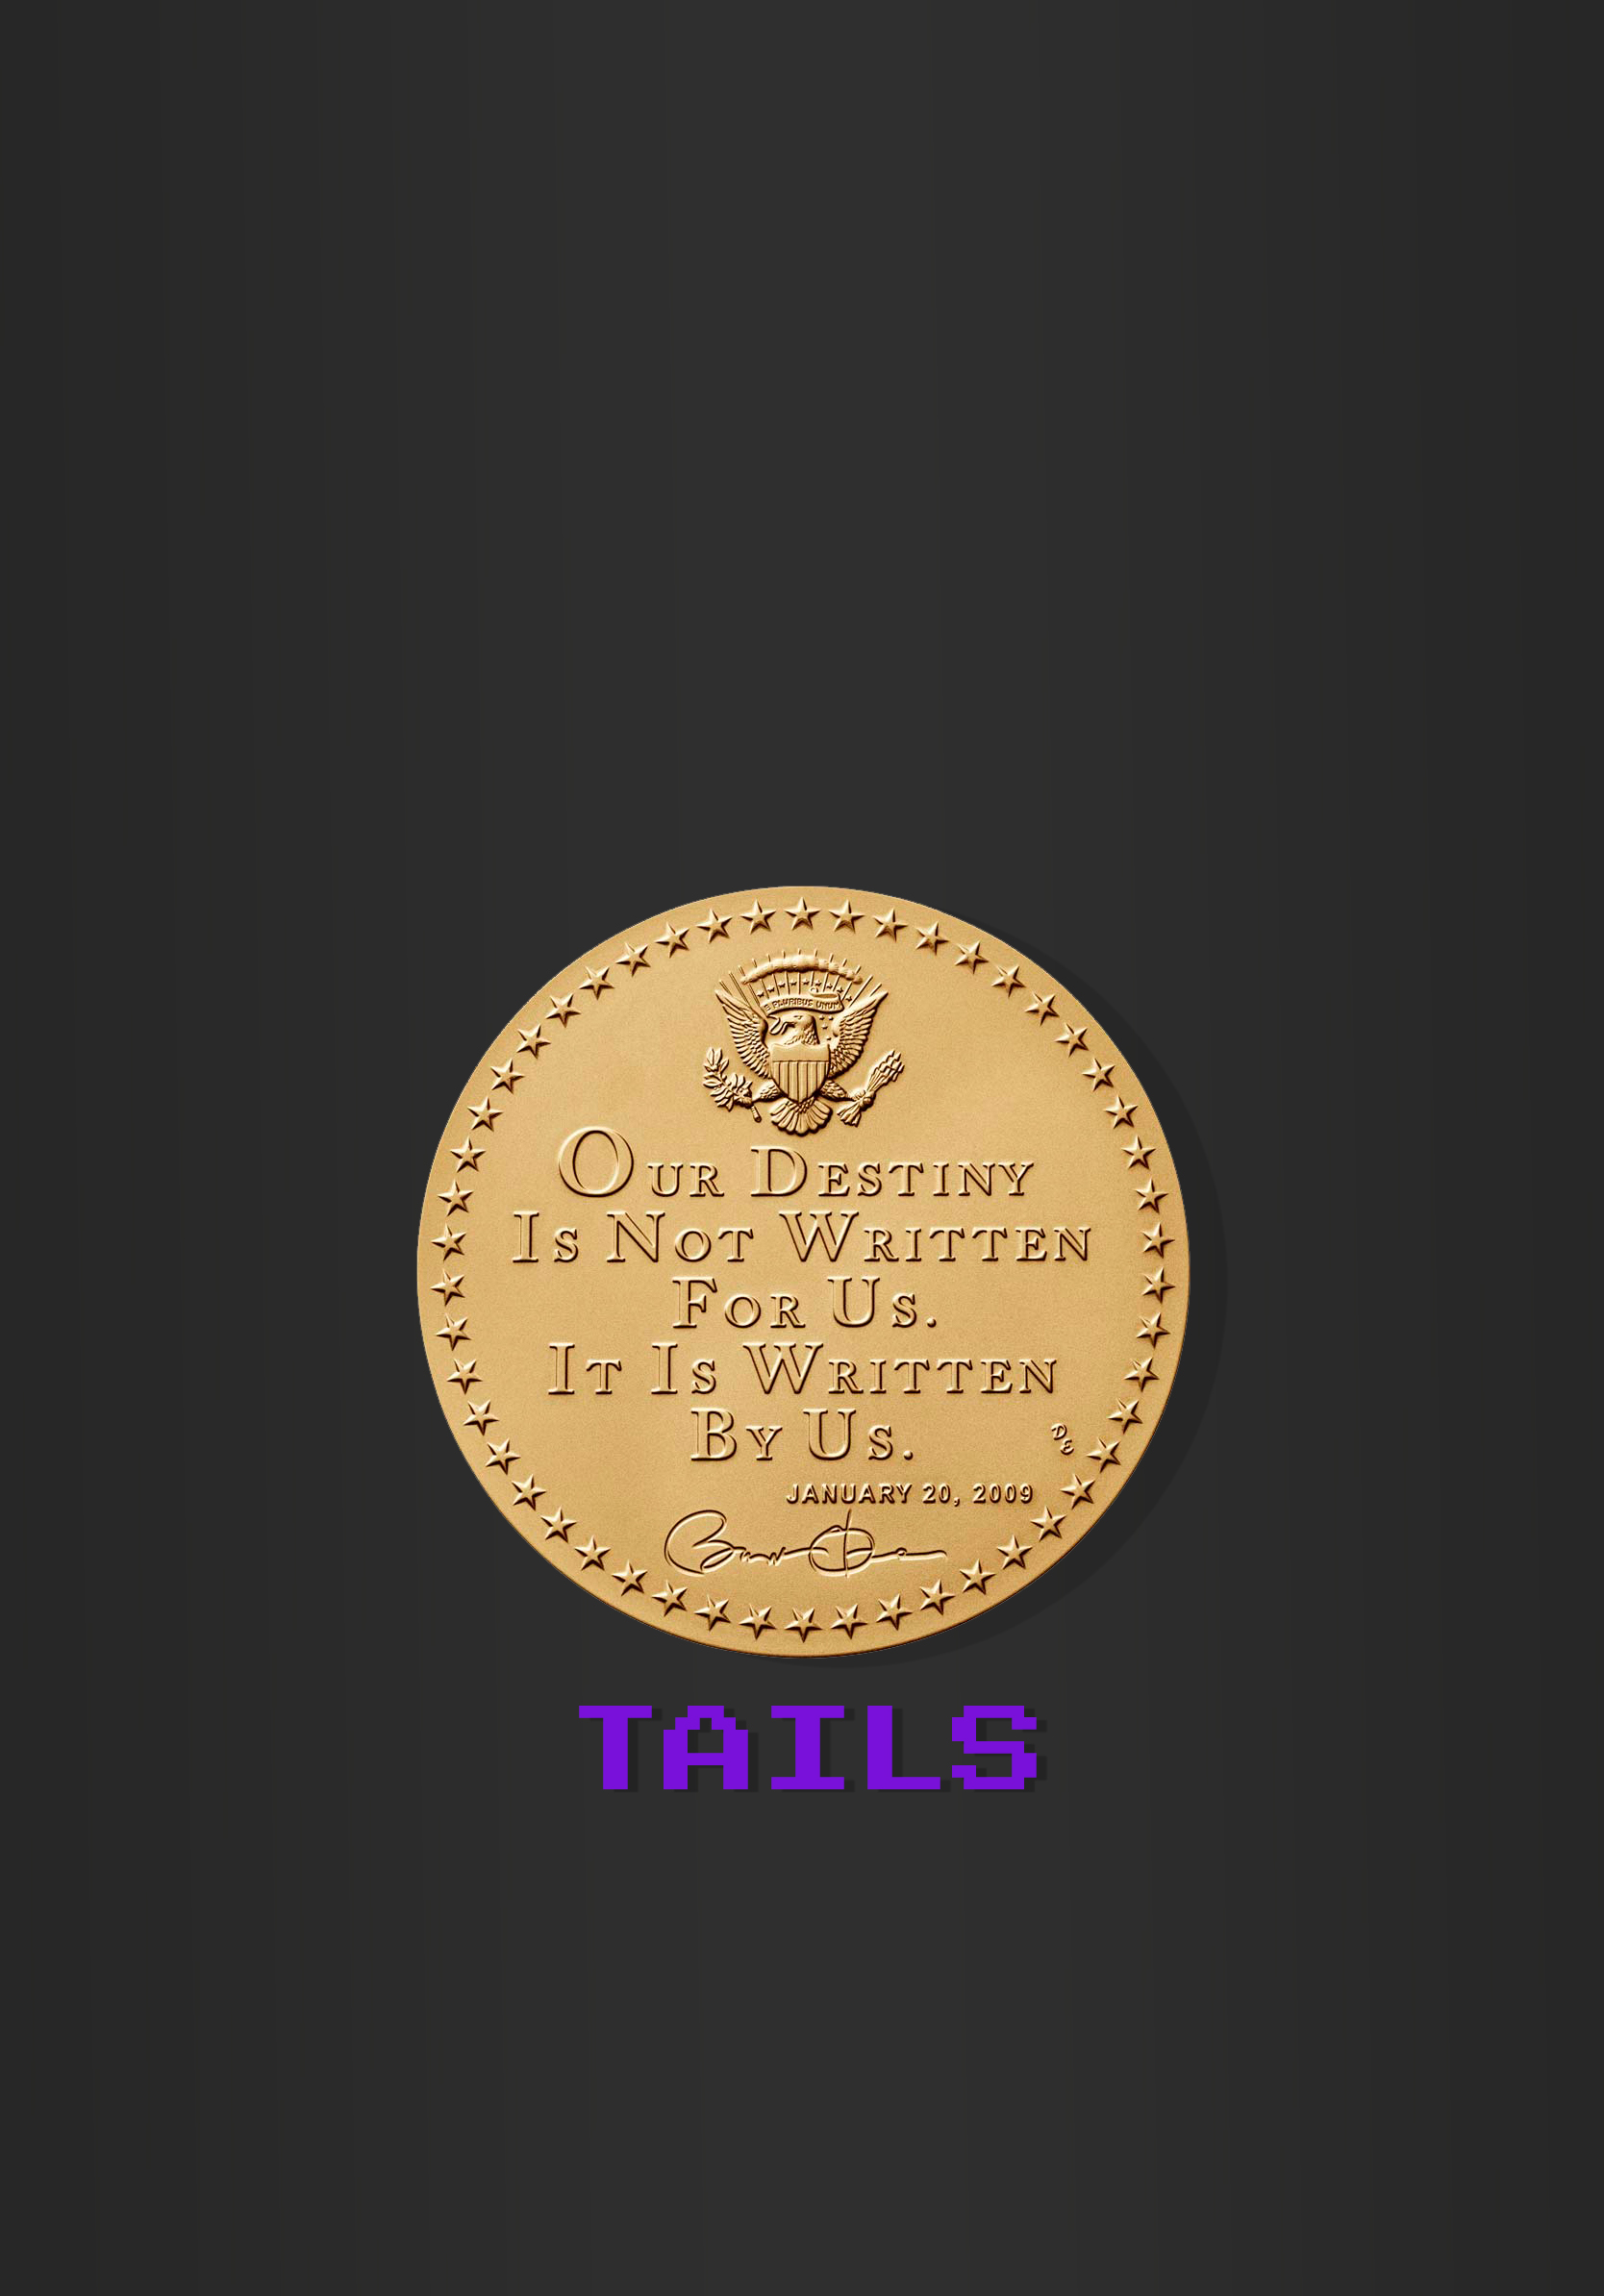 E PLURIBUS UNUM
OUR DESTINY
IS NOT WRITTEN
FOR US.
IT IS WRITTEN
BY US.
DE
JANUARY 20, 2009
TAILS